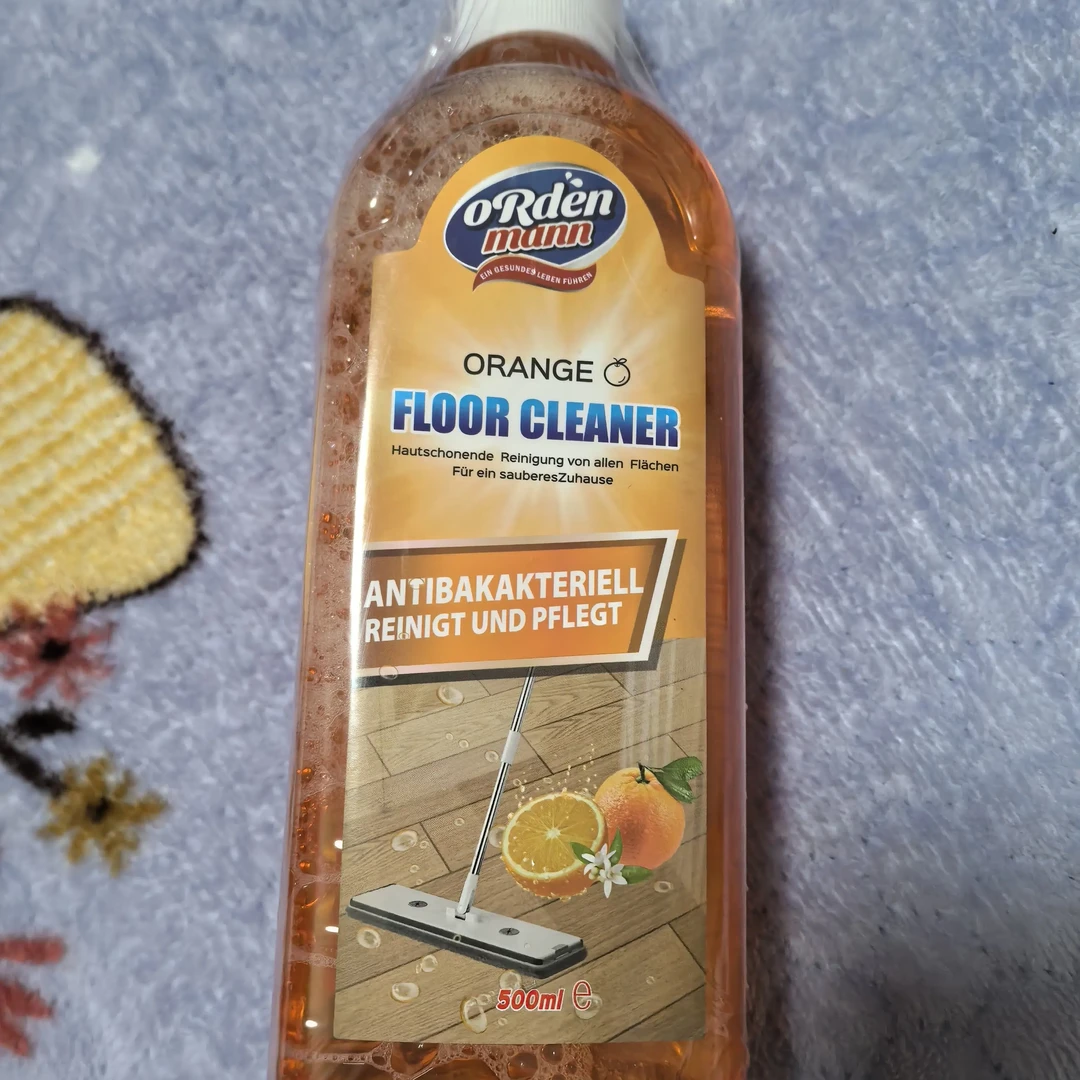 oRdèn
mann
EIN GESUNDES LEBEN FÜHREN
ORANGE
FLOOR CLEANER
Hautschonende Reinigung von allen Flächen
Für ein sauberesZuhause
ANTIBAKAKTERIELL
REINIGT UND PFLEGT
500ml e